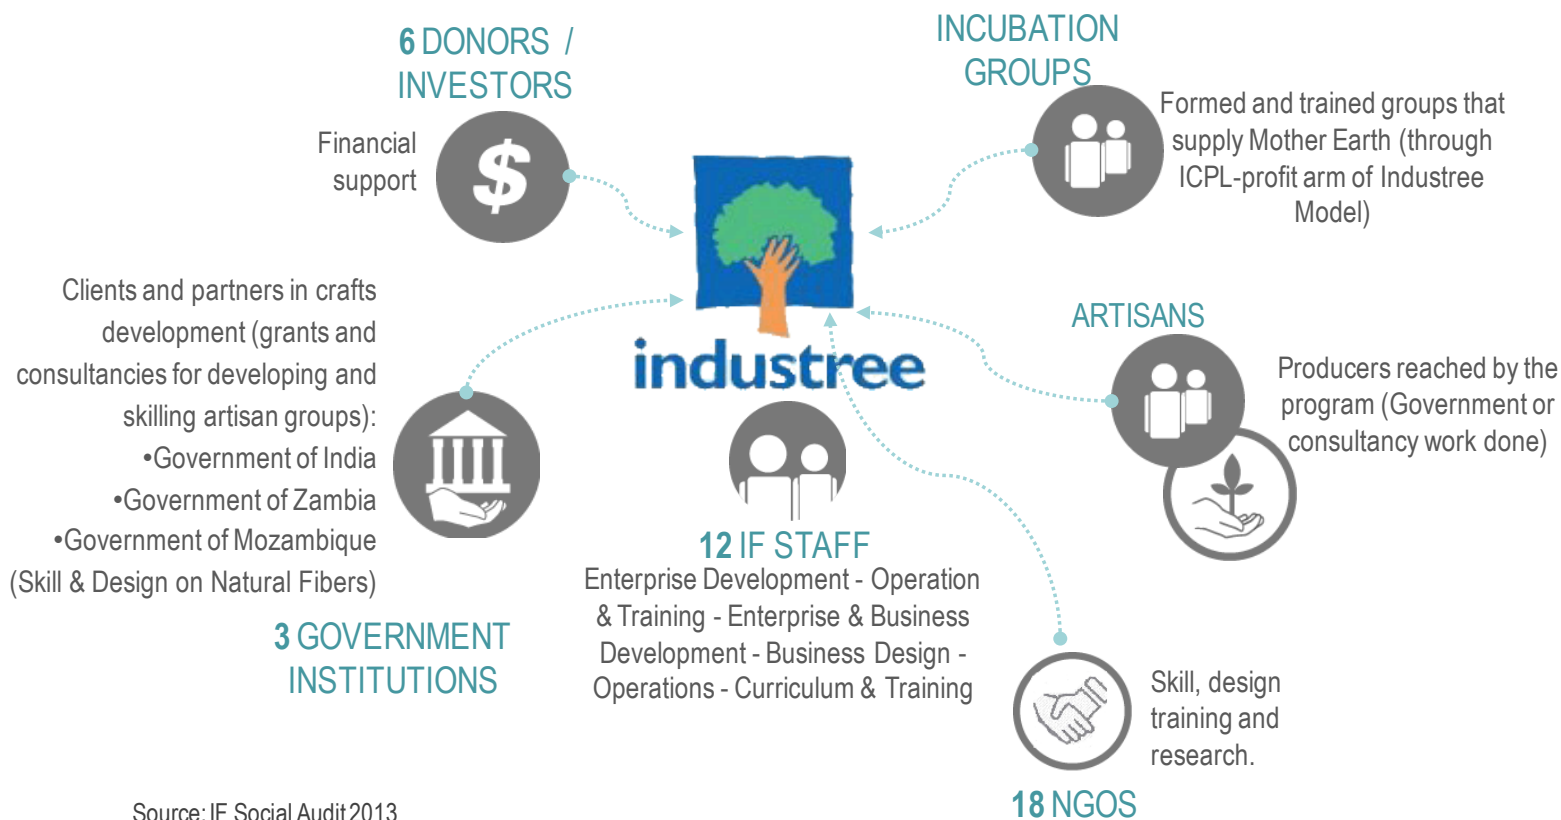 6 DONORS /
INVESTORS
Financial
support
$
INCUBATION
GROUPS
Formed and trained groups that
supply Mother Earth (through
ICPL-profit arm of Industree
Model)
Clients and partners in crafts
development (grants and
consultancies for developing and
skilling artisan groups):
•Government of India
•Government of Zambia
•Government of Mozambique
(Skill & Design on Natural Fibers)
3 GOVERNMENT
INSTITUTIONS
industree
12 IF STAFF
Enterprise Development - Operation
& Training - Enterprise & Business
Development - Business Design -
Operations - Curriculum & Training
ARTISANS
Producers reached by the
program (Government or
consultancy work done)
Skill, design
training and
research.
18 NGOS
Source: IF Social Audit 2013